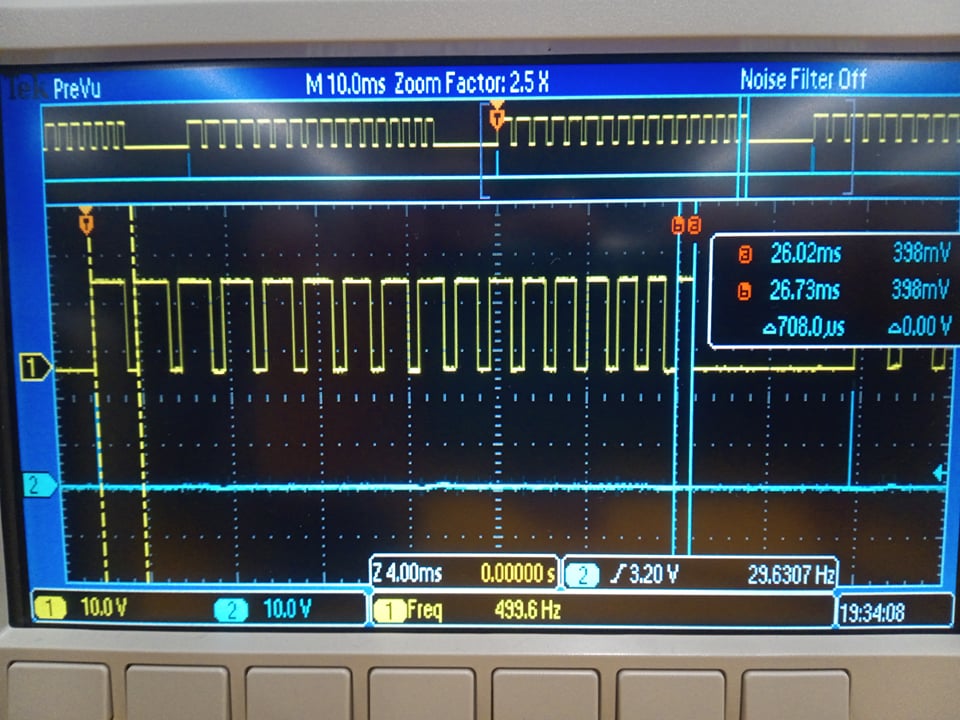 Tek PreVu M 10.0ms Zoom Factor: 2.5 X Noise Filter Off
T
T
b a
a 26.02ms 398mV
b 26.73ms 398mV
△708.0µs △0.00 V
1
2
Z 4.00ms 0.00000 s 2 3.20 V 29.6307 Hz
1 10.0 V 2 10.0 V 1 Freq 499.6 Hz 19:34:08